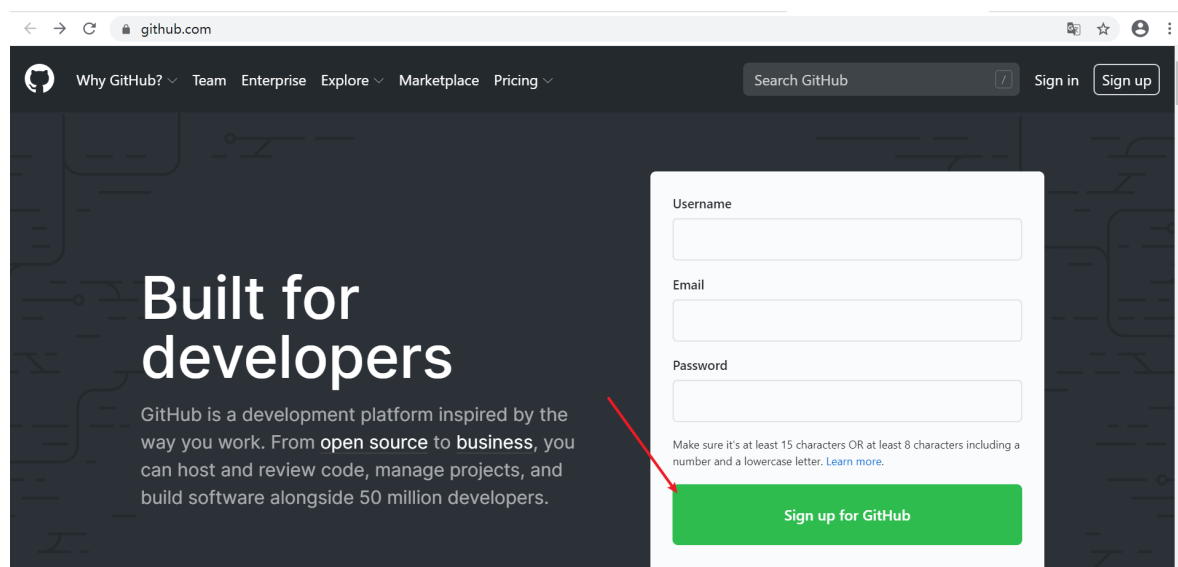 github.com
Why GitHub? Team Enterprise Explore Marketplace Pricing
Search GitHub /
Sign in Sign up
Built for
developers
GitHub is a development platform inspired by the
way you work. From open source to business, you
can host and review code, manage projects, and
build software alongside 50 million developers.
Username
Email
Password
Make sure it's at least 15 characters OR at least 8 characters including a
number and a lowercase letter. Learn more.
Sign up for GitHub